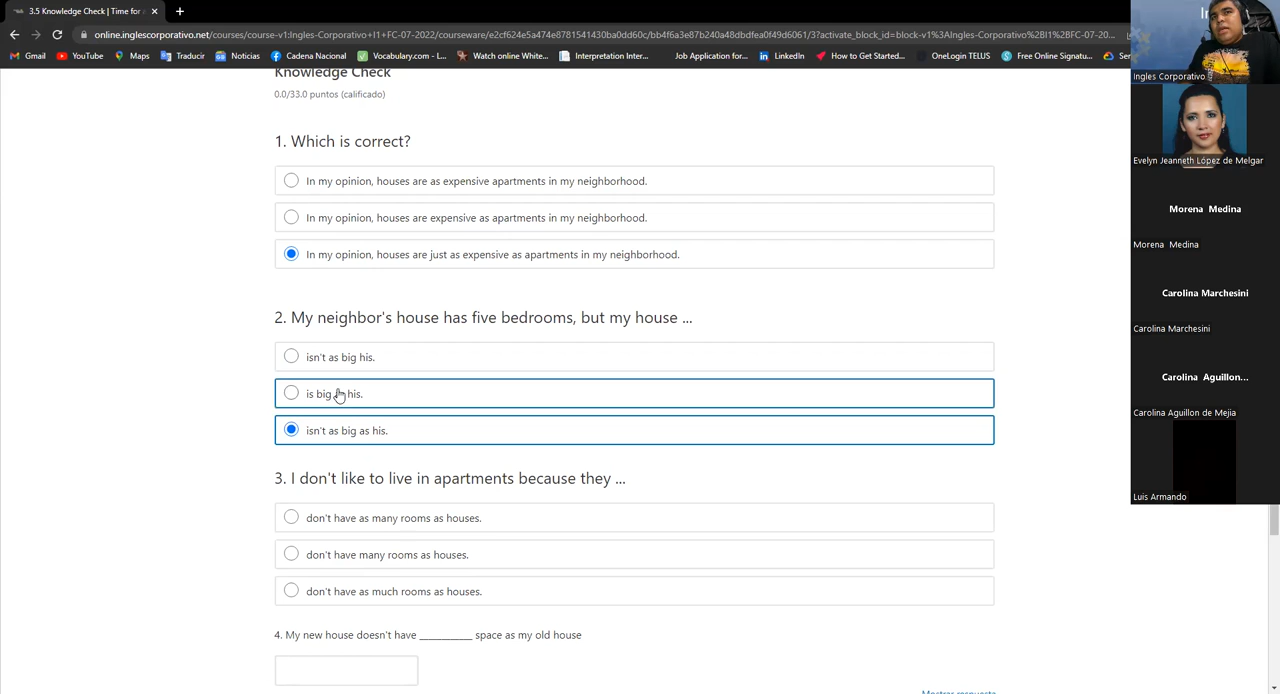 3.5 Knowledge Check | Time for
online.inglescorporativo.net/courses/course-v1:Ingles-Corporativo+I1+FC-07-2022/courseware/e2cf624e5a474e8781541430ba0dd60c/bb4f6a3e87b240a48dbdfea0f49d6061/3?activate_block_id=block-v1%3AIngles-Corporativo%2BI1%2BFC-07-20...
Gmail YouTube Maps Traducir Noticias Cadena Nacional Vocabulary.com - L... Watch online White... Interpretation Inter... Job Application for... LinkedIn How to Get Started... OneLogin TELUS Free Online Signatu... Ser
Knowledge Check
0.0/33.0 puntos (calificado)
1. Which is correct?
In my opinion, houses are as expensive apartments in my neighborhood.
In my opinion, houses are expensive as apartments in my neighborhood.
In my opinion, houses are just as expensive as apartments in my neighborhood.
2. My neighbor's house has five bedrooms, but my house ...
isn't as big his.
is big his.
isn't as big as his.
3. I don't like to live in apartments because they ...
don't have as many rooms as houses.
don't have many rooms as houses.
don't have as much rooms as houses.
4. My new house doesn't have ___________ space as my old house
Mostrar respuesta
Ingles Corporativo
Evelyn Jeanneth López de Melgar
Morena Medina
Morena Medina
Carolina Marchesini
Carolina Marchesini
Carolina Aguillon...
Carolina Aguillon de Mejia
Luis Armando